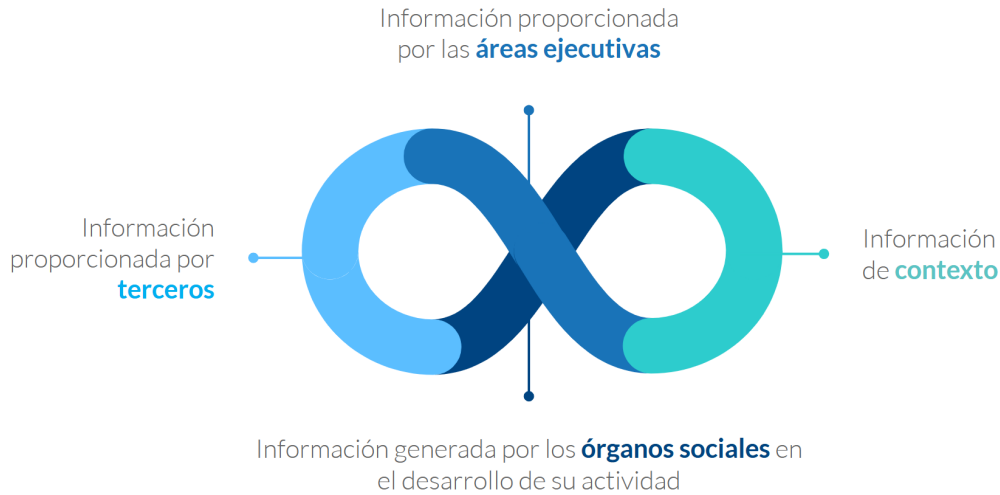 Información proporcionada
por las áreas ejecutivas
Información
proporcionada por
terceros
Información
de contexto
Información generada por los órganos sociales en
el desarrollo de su actividad